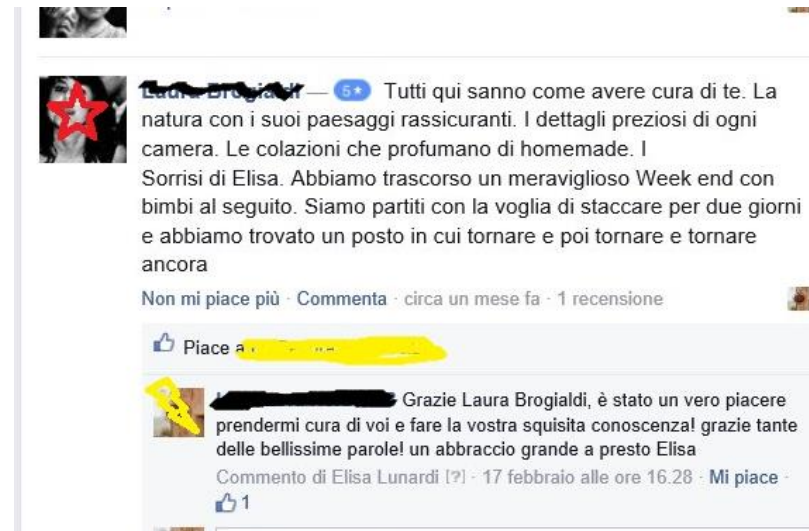 — 5★ Tutti qui sanno come avere cura di te. La
natura con i suoi paesaggi rassicuranti. I dettagli preziosi di ogni
camera. Le colazioni che profumano di homemade. I
Sorrisi di Elisa. Abbiamo trascorso un meraviglioso Week end con
bimbi al seguito. Siamo partiti con la voglia di staccare per due giorni
e abbiamo trovato un posto in cui tornare e poi tornare e tornare
ancora
Non mi piace più · Commenta · circa un mese fa · 1 recensione
Piace a
Grazie Laura Brogialdi, è stato un vero piacere
prendermi cura di voi e fare la vostra squisita conoscenza! grazie tante
delle bellissime parole! un abbraccio grande a presto Elisa
Commento di Elisa Lunardi [?] · 17 febbraio alle ore 16.28 · Mi piace ·
1